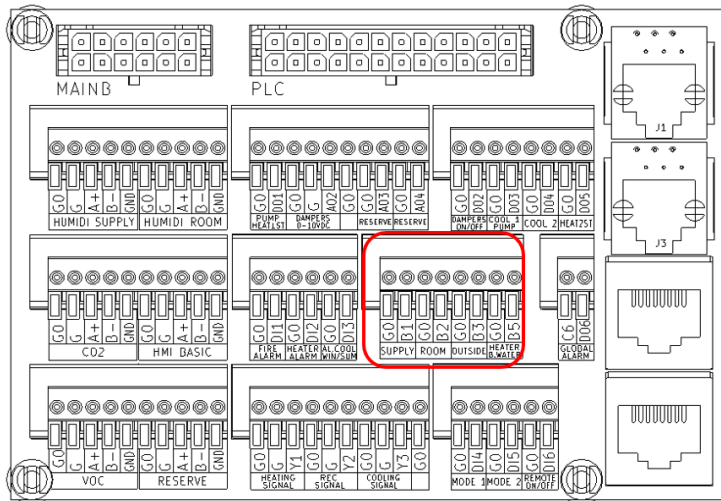 MAINB PLC
J1
G0 G A+ B- GND G0 G A+ B- GND G0 DO1 G0 G AO2 G0 AO3 G0 AO4 G0 DO2 G0 DO3 G0 DO4 G0 DO5
HUMIDI SUPPLY HUMIDI ROOM PUMP HEAT1ST DAMPERS 0-10VDC RESERVE RESERVE DAMPERS ON/OFF COOL 1 PUMP COOL 2 HEAT2ST
J3
G0 G A+ B- GND G0 G A+ B- GND G0 DI1 G0 DI2 G0 DI3 G0 B1 G0 B2 G0 B3 G0 B5 C6 DO6
CO2 HMI BASIC FIRE ALARM HEATER ALARM AL.COOL WIN/SUM SUPPLY ROOM OUTSIDE HEATER B.WATER GLOBAL ALARM
G0 G A+ B- GND G0 G A+ B- GND G0 G Y1 G0 G Y2 G0 G Y3 G0 G0 DI4 G0 DI5 G0 DI6
VOC RESERVE HEATING SIGNAL REC SIGNAL COOLING SIGNAL MODE 1 MODE 2 REMOTE ON/OFF